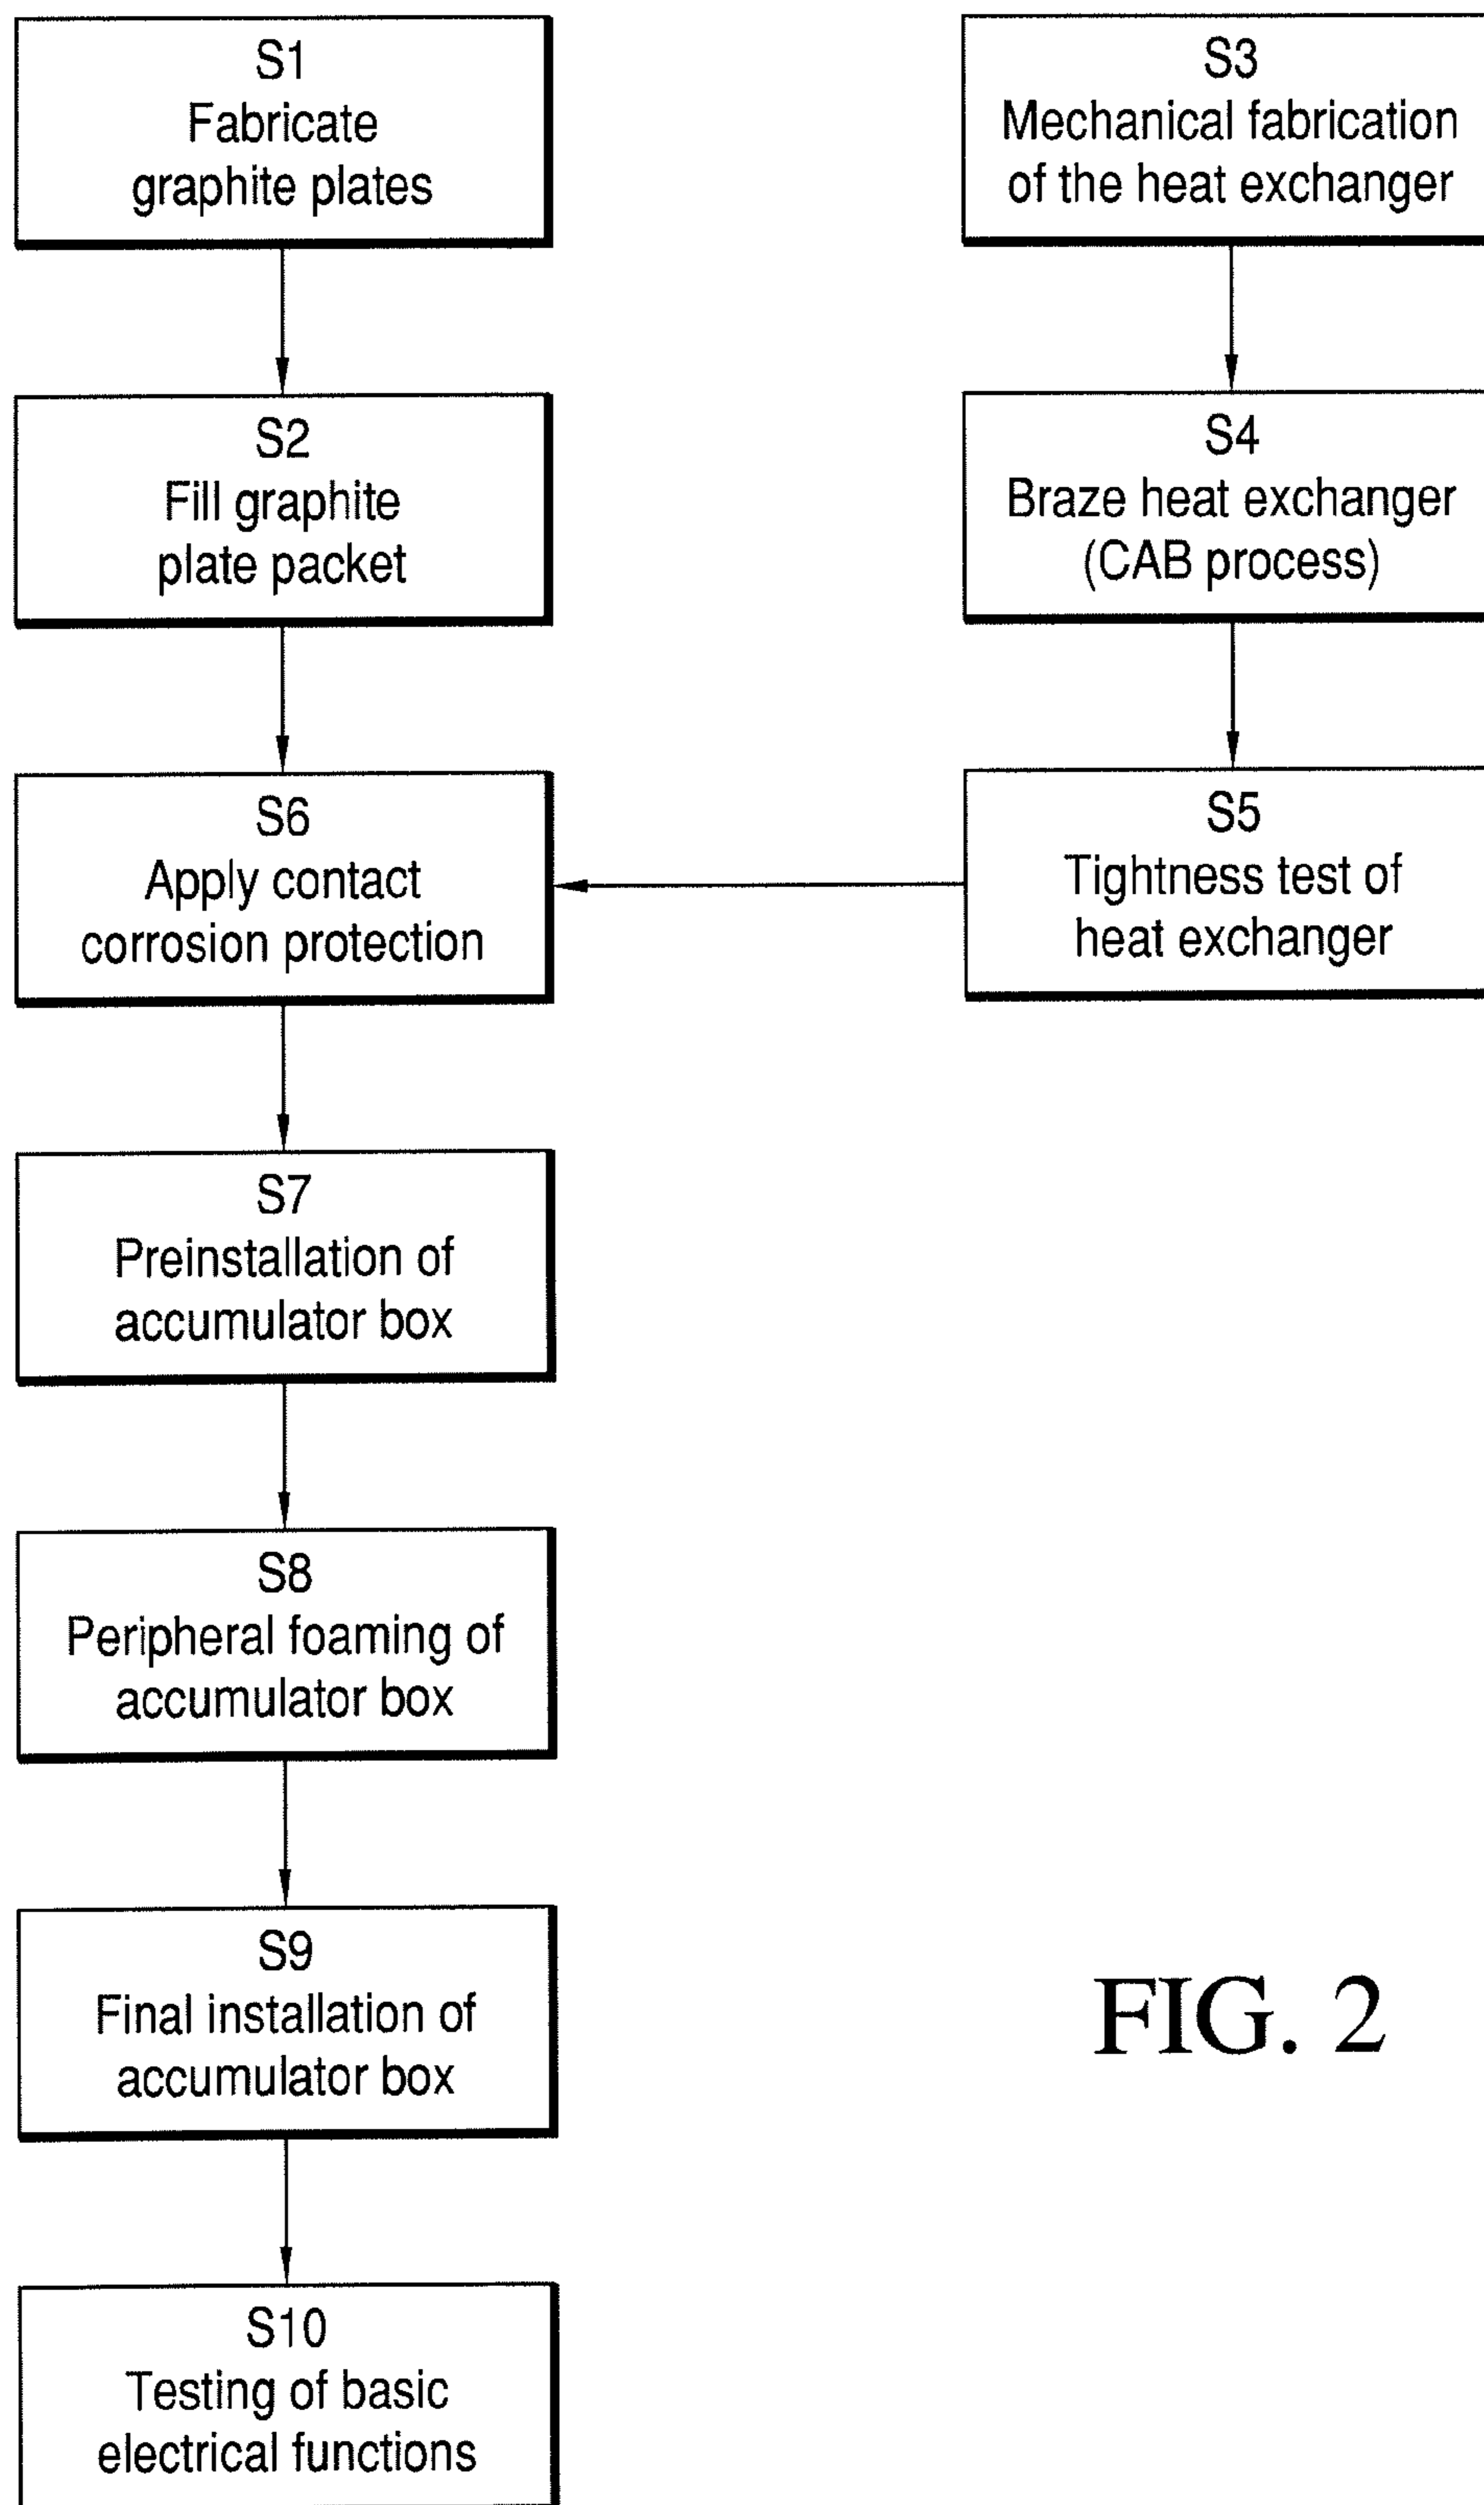 S1
Fabricate
graphite plates
S2
Fill graphite
plate packet
S3
Mechanical fabrication
of the heat exchanger
S4
Braze heat exchanger
(CAB process)
S5
Tightness test of
heat exchanger
S6
Apply contact
corrosion protection
S7
Preinstallation of
accumulator box
S8
Peripheral foaming of
accumulator box
S9
Final installation of
accumulator box
S10
Testing of basic
electrical functions
FIG. 2